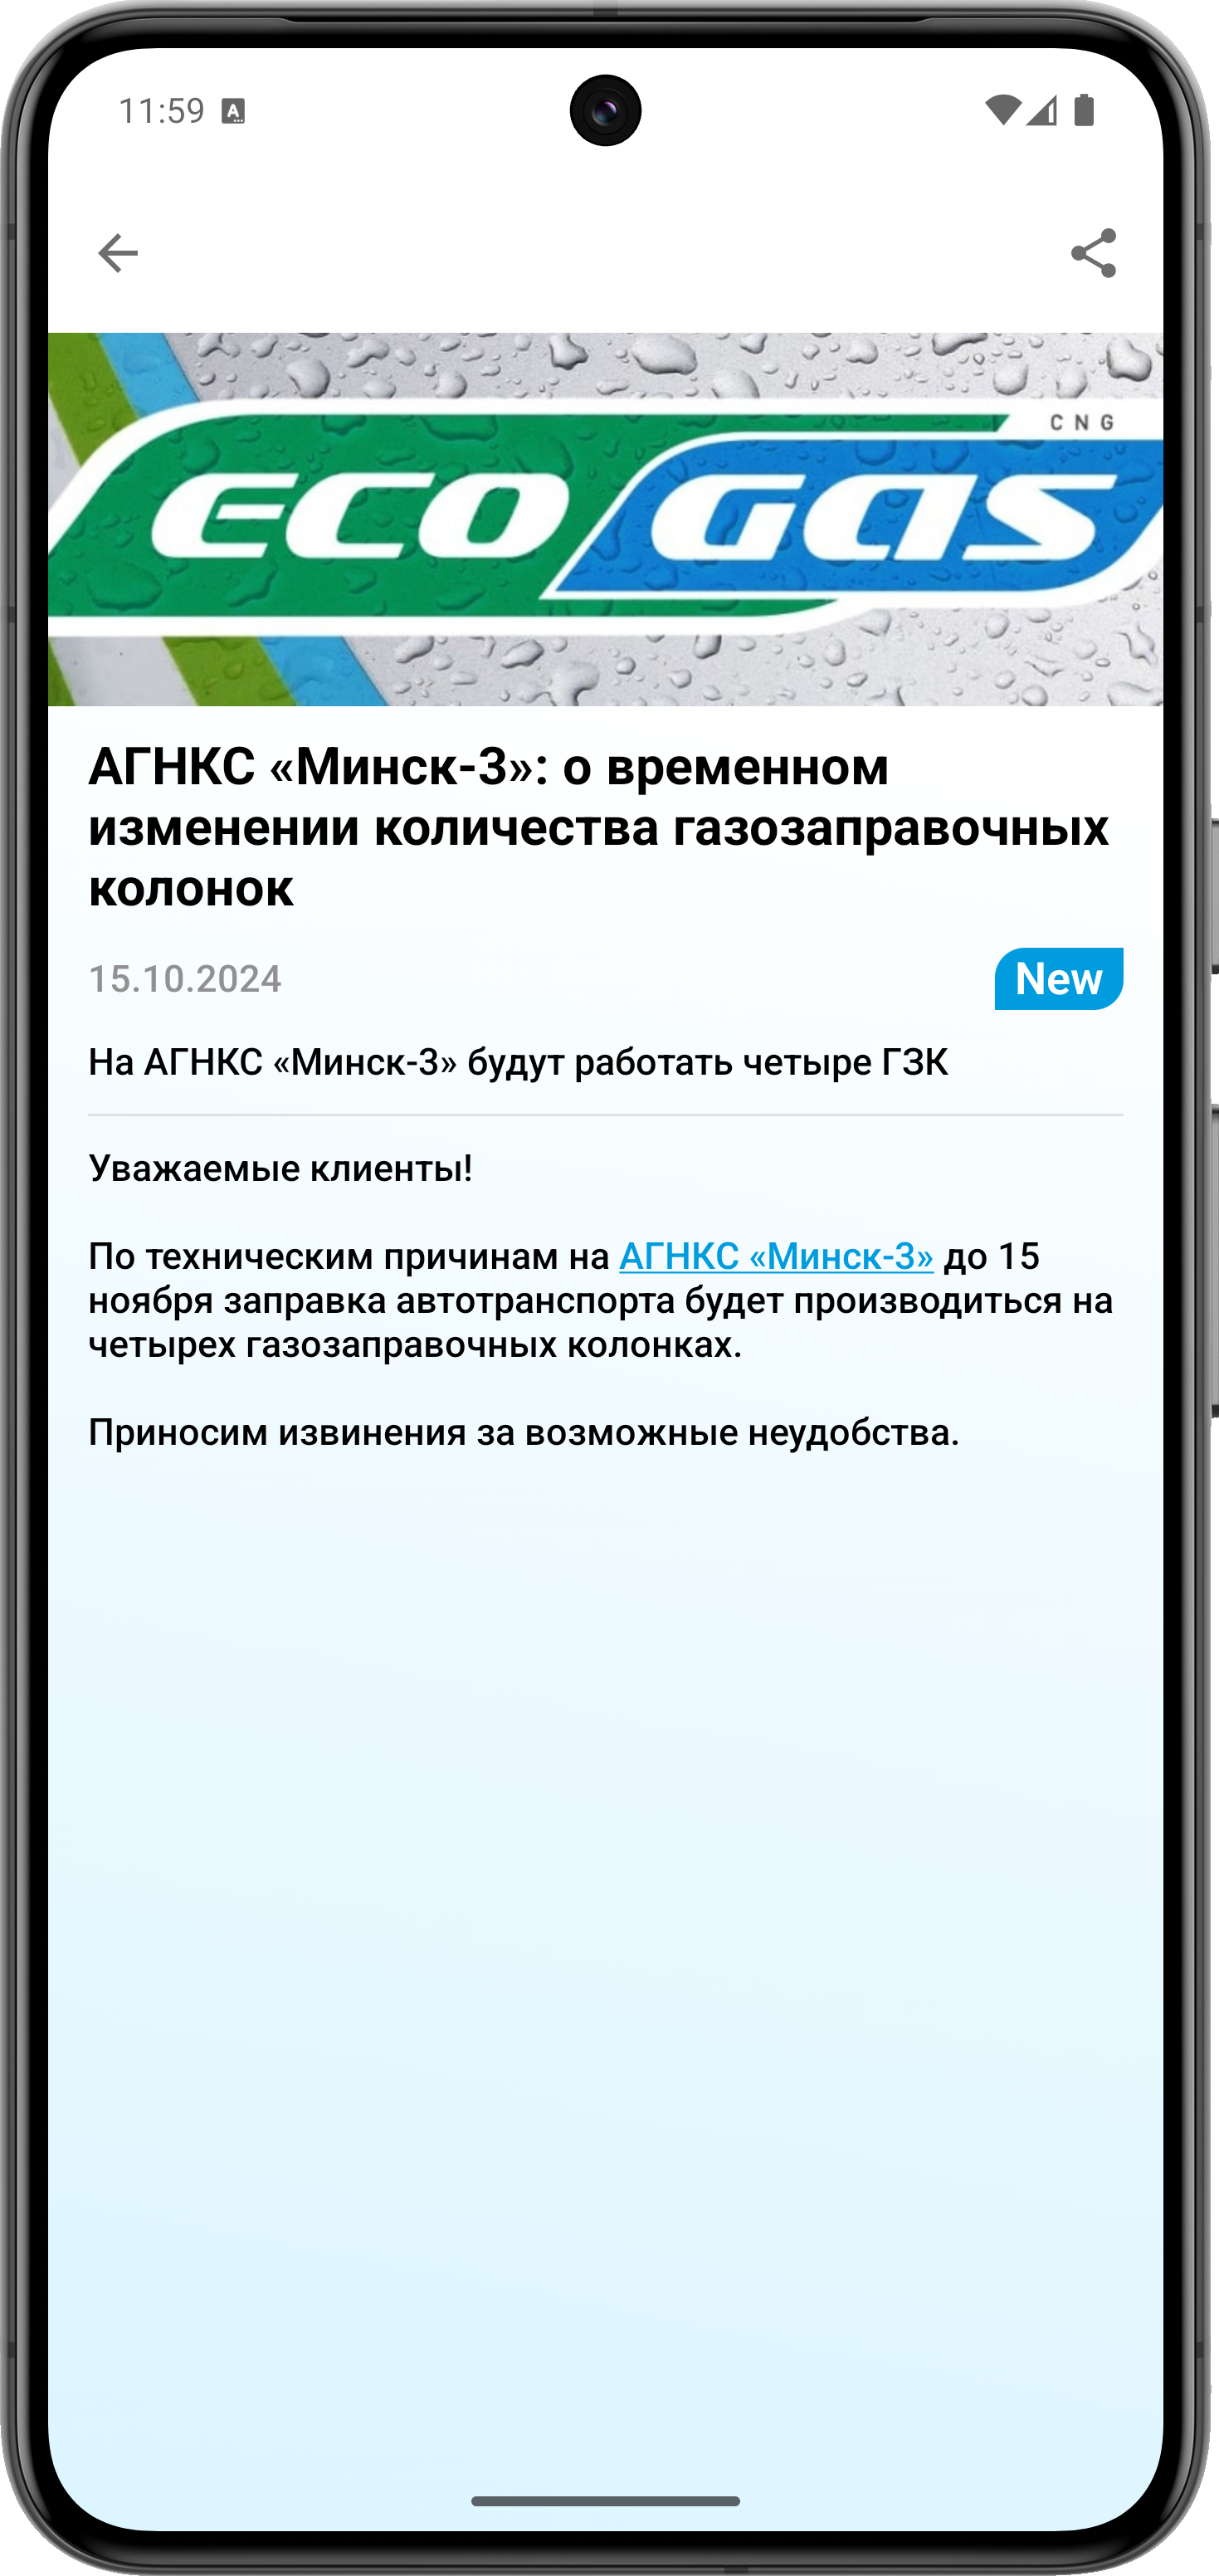 11:59
CNG
ECO GAS
АГНКС «Минск-3»: о временном
изменении количества газозаправочных
колонок
15.10.2024
New
На АГНКС «Минск-3» будут работать четыре ГЗК
Уважаемые клиенты!
По техническим причинам на АГНКС «Минск-3» до 15
ноября заправка автотранспорта будет производиться на
четырех газозаправочных колонках.
Приносим извинения за возможные неудобства.